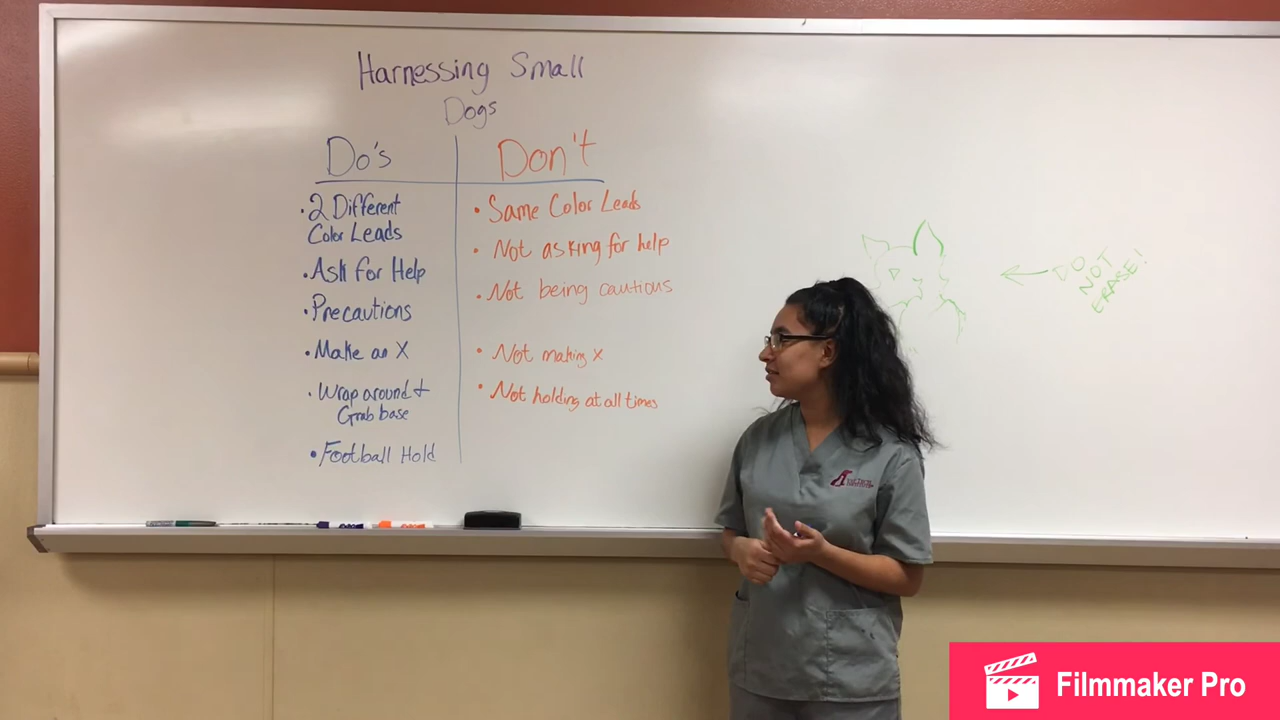 Harnessing Small
Dogs
Do's
Don't
• 2 Different
Color Leads
• Ask for Help
• Precautions
• Make an X
• Wrap around +
Grab base
• Football Hold
• Same Color Leads
• Not asking for help
• Not being cautious
• Not making x
• Not holding at all times
DO
NOT
ERASE!
Filmmaker Pro